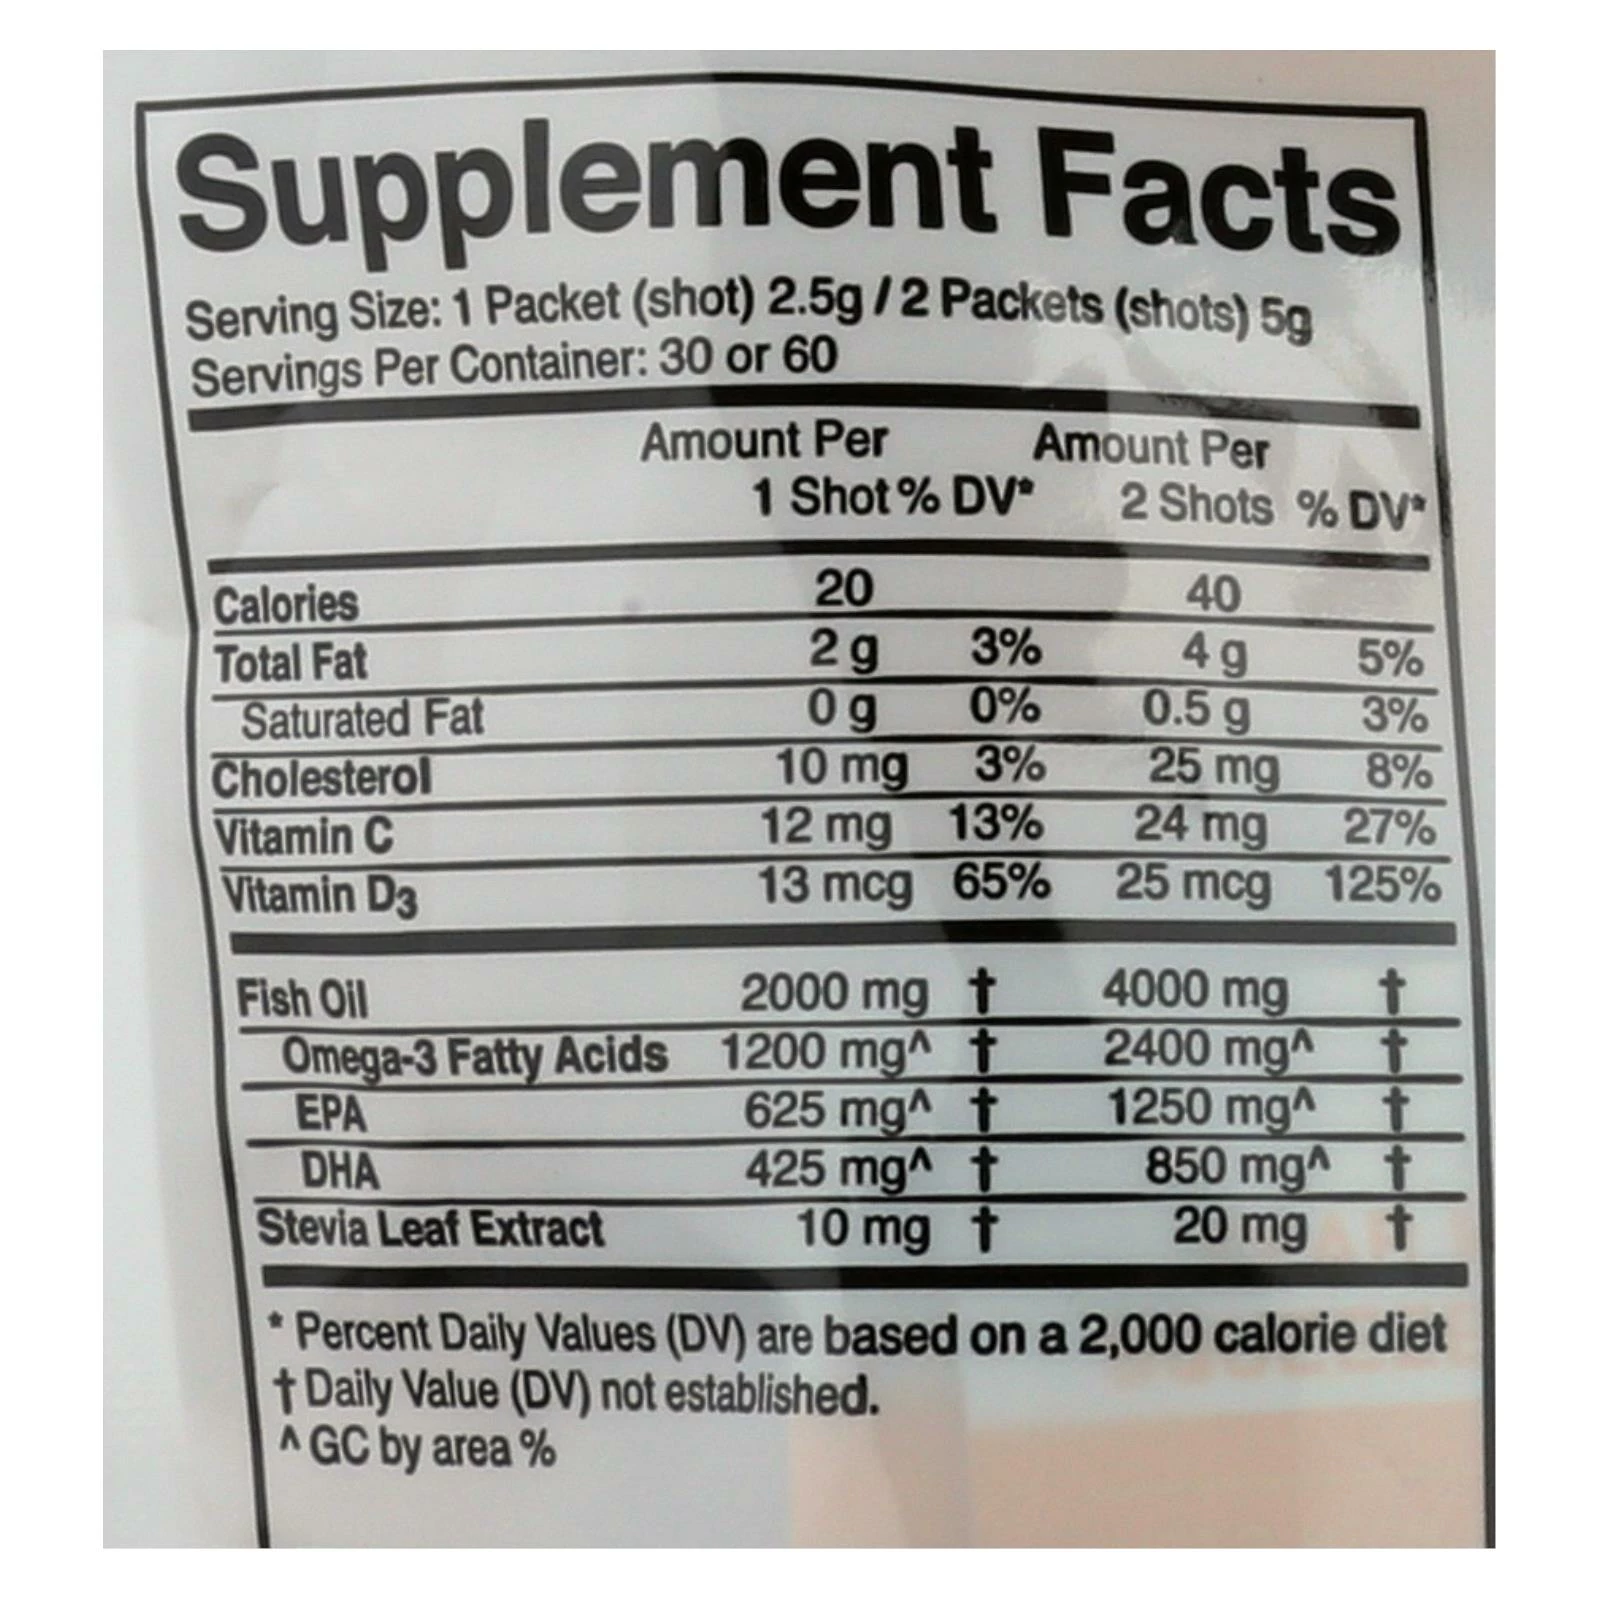 Supplement Facts
Serving Size: 1 Packet (shot) 2.5g / 2 Packets (shots) 5g
Servings Per Container: 30 or 60
Amount Per Amount Per
1 Shot % DV* 2 Shots % DV*
Calories 20 40
Total Fat 2 g 3% 4 g 5%
Saturated Fat 0 g 0% 0.5 g 3%
Cholesterol 10 mg 3% 25 mg 8%
Vitamin C 12 mg 13% 24 mg 27%
Vitamin D3 13 mcg 65% 25 mcg 125%
Fish Oil 2000 mg † 4000 mg †
Omega-3 Fatty Acids 1200 mg^ † 2400 mg^ †
EPA 625 mg^ † 1250 mg^ †
DHA 425 mg^ † 850 mg^ †
Stevia Leaf Extract 10 mg † 20 mg †
* Percent Daily Values (DV) are based on a 2,000 calorie diet
† Daily Value (DV) not established.
^ GC by area %